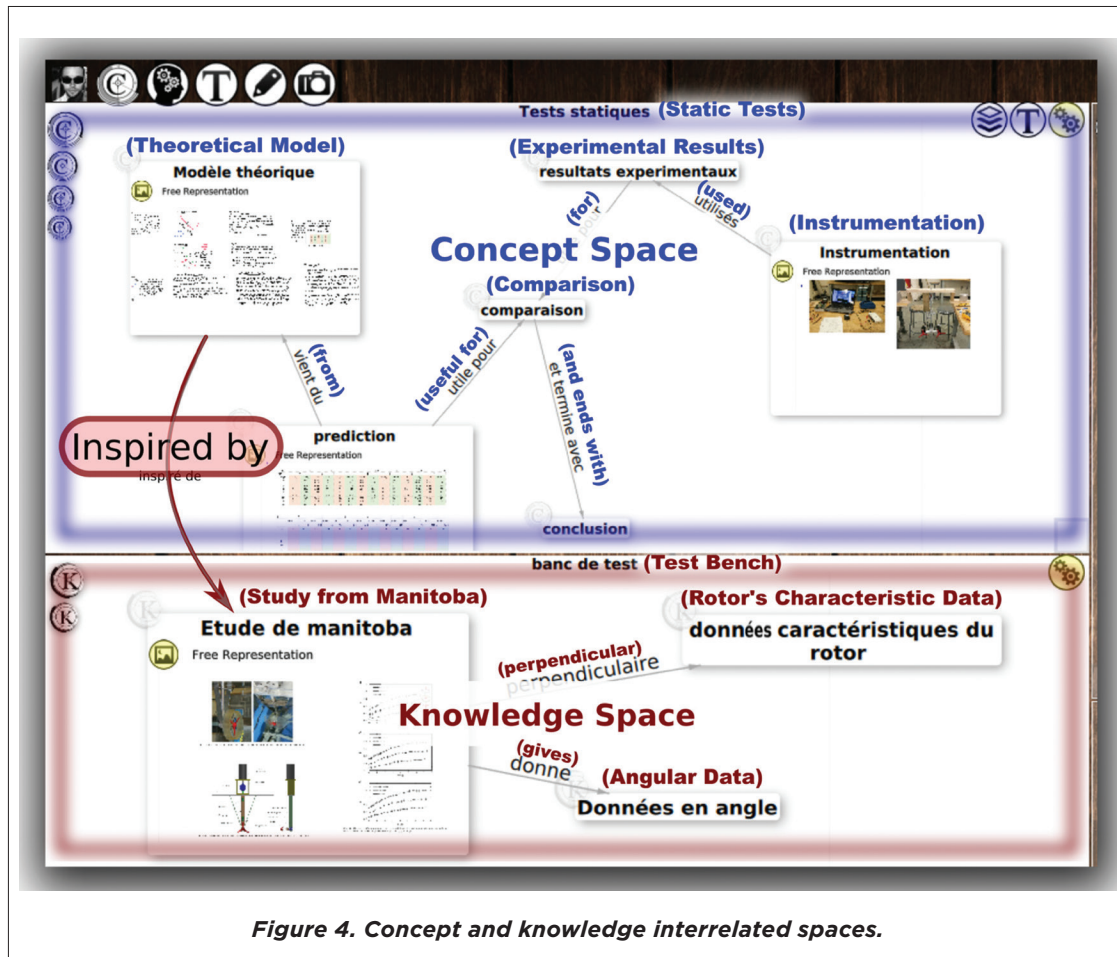 Tests statiques (Static Tests)
(Theoretical Model)
Modèle théorique
Free Representation
(Experimental Results)
resultats experimentaux
(for)
pour
(used)
utilisés
(Instrumentation)
Instrumentation
Free Representation
Concept Space
(Comparison)
comparaison
(from)
vient du
(useful for)
utile pour
(and ends with)
et termine avec
Inspired by
inspiré de
prediction
Free Representation
conclusion
banc de test (Test Bench)
(Study from Manitoba)
Etude de manitoba
Free Representation
(Rotor's Characteristic Data)
données caractéristiques du
rotor
(perpendicular)
perpendiculaire
Knowledge Space
(gives)
donne
(Angular Data)
Données en angle
Figure 4. Concept and knowledge interrelated spaces.